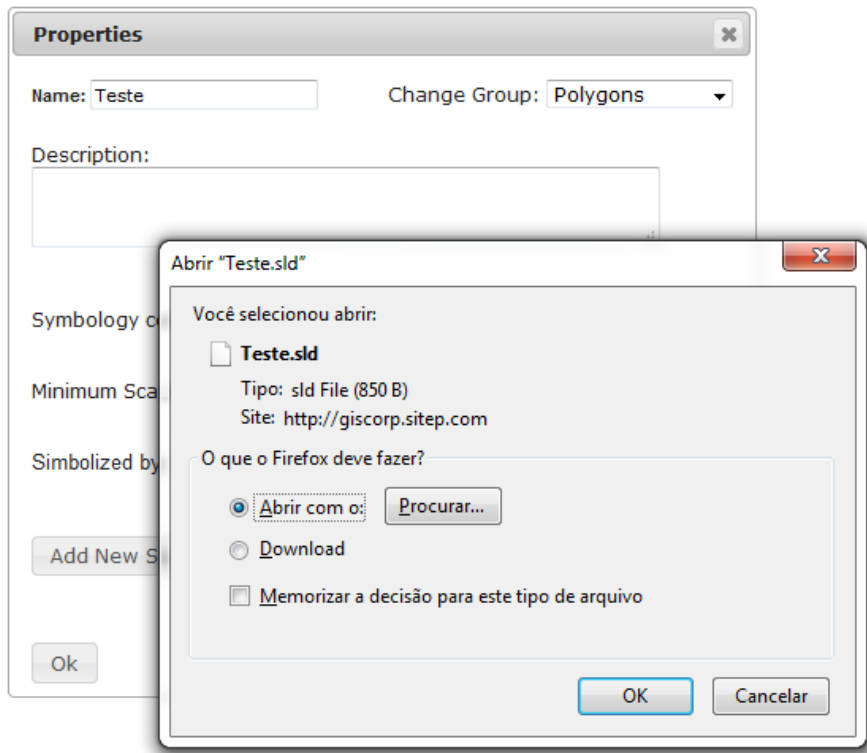 Properties
Name: Teste
Change Group: Polygons
Description:
Symbology
Minimum
Simbolized by
Add New
Ok
Abrir "Teste.sld"
Você selecionou abrir:
Teste.sld
Tipo: sld File (850 B)
Site: http://giscorp.sitep.com
O que o Firefox deve fazer?
Abrir com o: Procurar...
Download
Memorizar a decisão para este tipo de arquivo
OK Cancelar